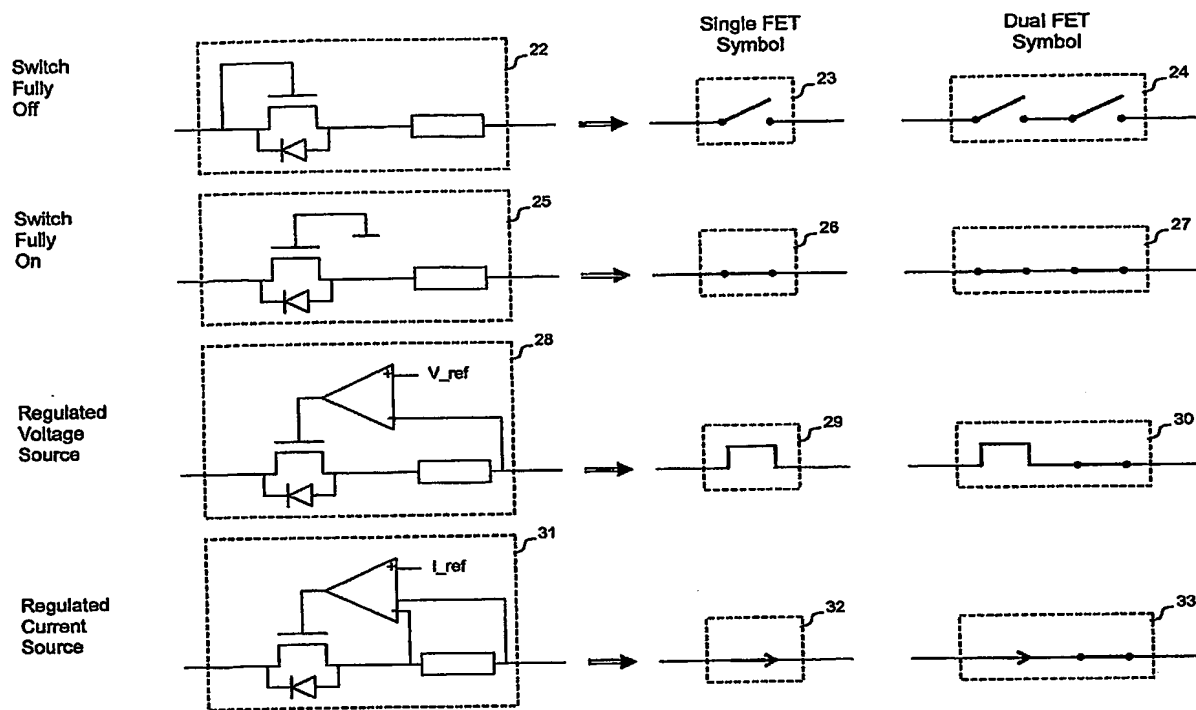 Single FET
Symbol
Dual FET
Symbol
Switch
Fully
Off
22
23
24
Switch
Fully
On
25
26
27
Regulated
Voltage
Source
28
V_ref
29
30
Regulated
Current
Source
31
I_ref
32
33